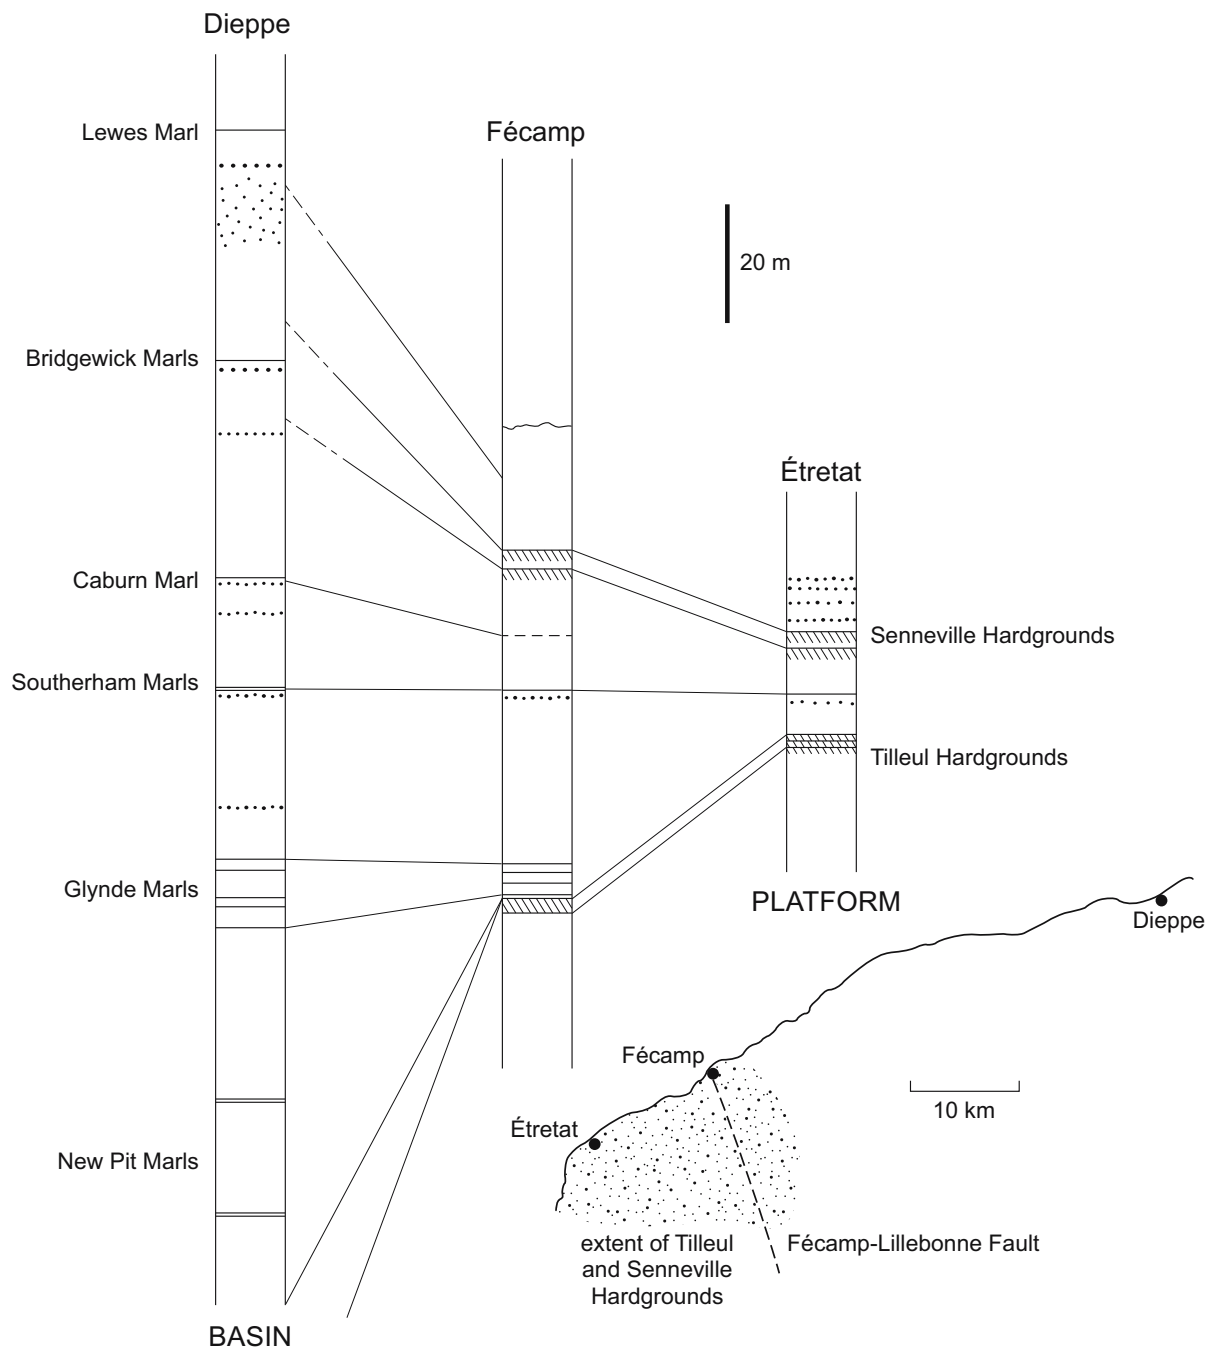 Dieppe
Lewes Marl
Fécamp
20 m
Bridgewick Marls
Étretat
Caburn Marl
Senneville Hardgrounds
Southerham Marls
Tilleul Hardgrounds
Glynde Marls
PLATFORM
Dieppe
Fécamp
10 km
Étretat
New Pit Marls
extent of Tilleul
and Senneville
Hardgrounds
Fécamp-Lillebonne Fault
BASIN